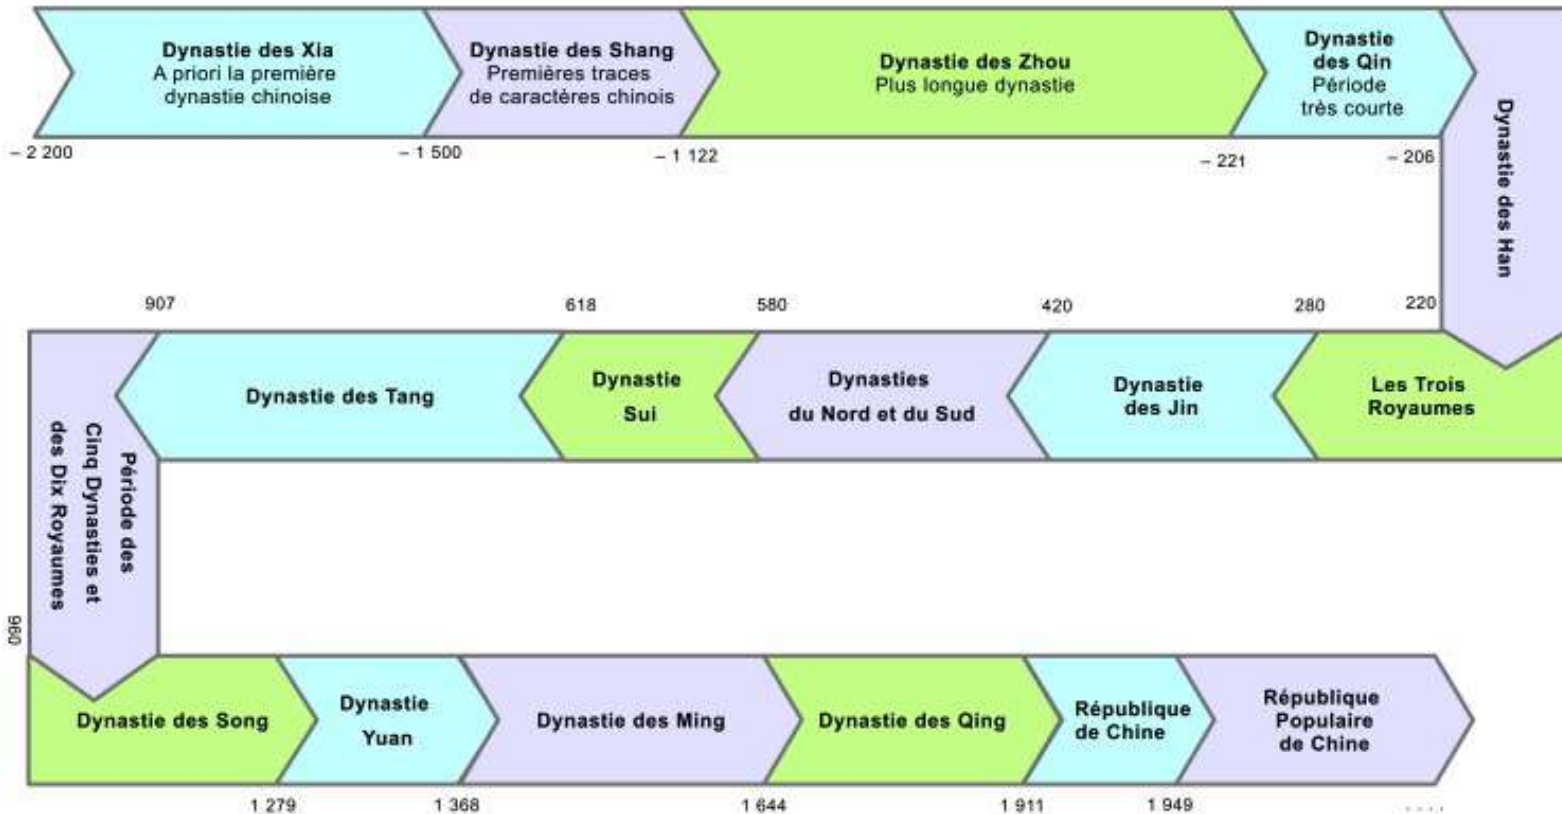 Dynastie des Xia
A priori la première
dynastie chinoise
Dynastie des Shang
Premières traces
de caractères chinois
Dynastie des Zhou
Plus longue dynastie
Dynastie
des Qin
Période
très courte
Dynastie des Han
– 2 200
– 1 500
– 1 122
– 221
– 206
907
618
580
420
280
220
Les Trois
Royaumes
Dynastie
des Jin
Dynasties
du Nord et du Sud
Dynastie
Sui
Dynastie des Tang
Période des
Cinq Dynasties et
des Dix Royaumes
960
Dynastie des Song
Dynastie
Yuan
Dynastie des Ming
Dynastie des Qing
République
de Chine
République
Populaire
de Chine
1 279
1 368
1 644
1 911
1 949
. . . .